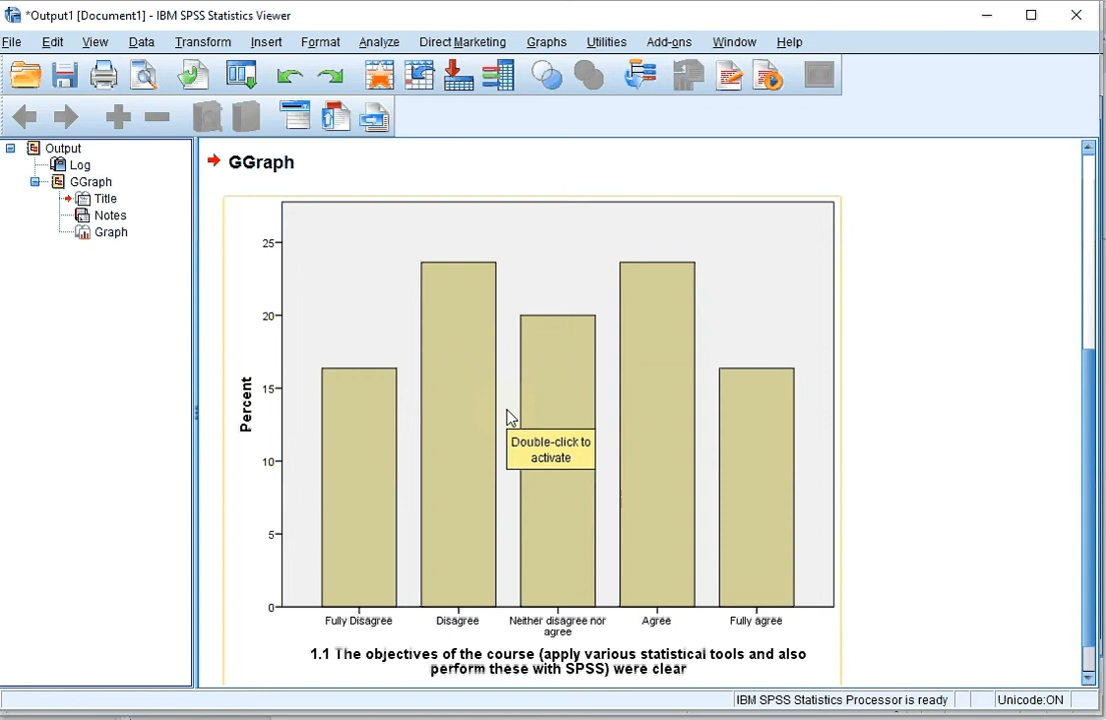 *Output1 [Document1] - IBM SPSS Statistics Viewer
File Edit View Data Transform Insert Format Analyze Direct Marketing Graphs Utilities Add-ons Window Help
Output
Log
GGraph
Title
Notes
Graph
GGraph
25
20
15
10
5
0
Percent
Double-click to
activate
Fully Disagree Disagree Neither disagree nor Agree Fully agree
agree
1.1 The objectives of the course (apply various statistical tools and also
perform these with SPSS) were clear
IBM SPSS Statistics Processor is ready Unicode:ON